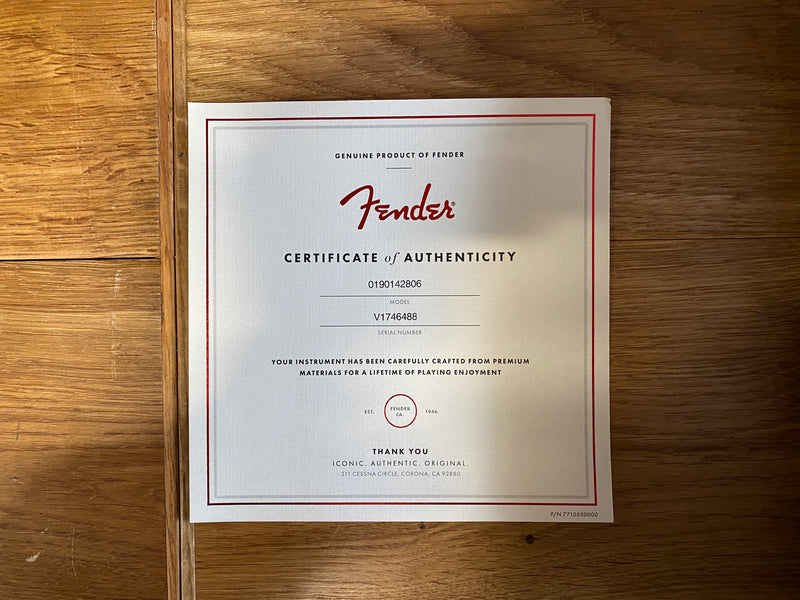 GENUINE PRODUCT OF FENDER
Fender®
CERTIFICATE of AUTHENTICITY
0190142806
MODEL
V1746488
SERIAL NUMBER
YOUR INSTRUMENT HAS BEEN CAREFULLY CRAFTED FROM PREMIUM
MATERIALS FOR A LIFETIME OF PLAYING ENJOYMENT
EST. FENDER CA. 1946
THANK YOU
ICONIC. AUTHENTIC. ORIGINAL.
311 CESSNA CIRCLE, CORONA, CA 92880
P/N 7710550000